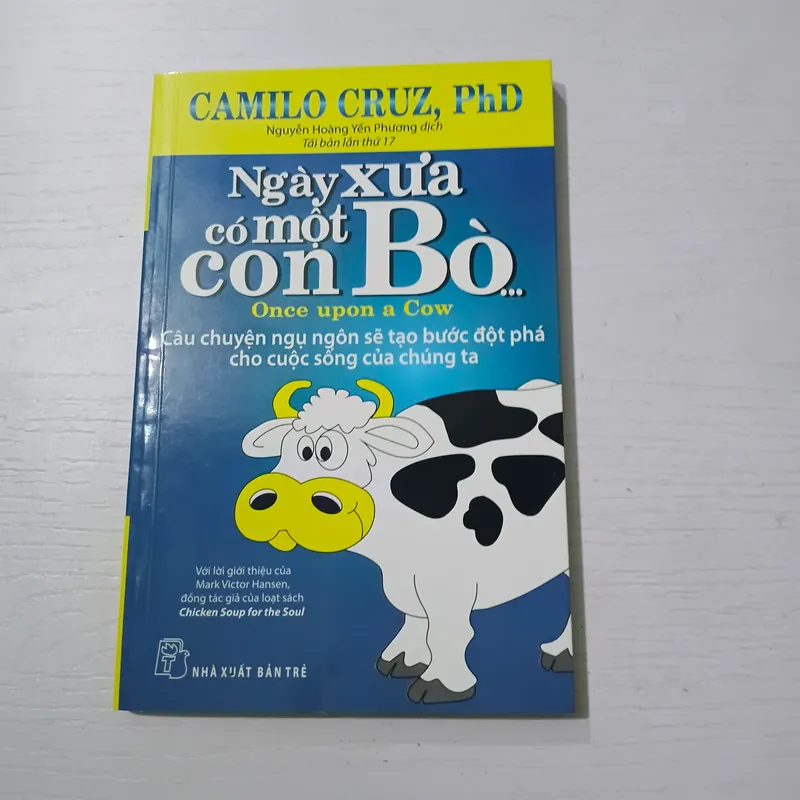 CAMILO CRUZ, PhD
Nguyễn Hoàng Yến Phương dịch
Tái bản lần thứ 17
Ngày xưa
có một
con Bò...
Once upon a Cow
Câu chuyện ngụ ngôn sẽ tạo bước đột phá
cho cuộc sống của chúng ta
Với lời giới thiệu của
Mark Victor Hansen,
đồng tác giả của loạt sách
Chicken Soup for the Soul
NHÀ XUẤT BẢN TRẺ